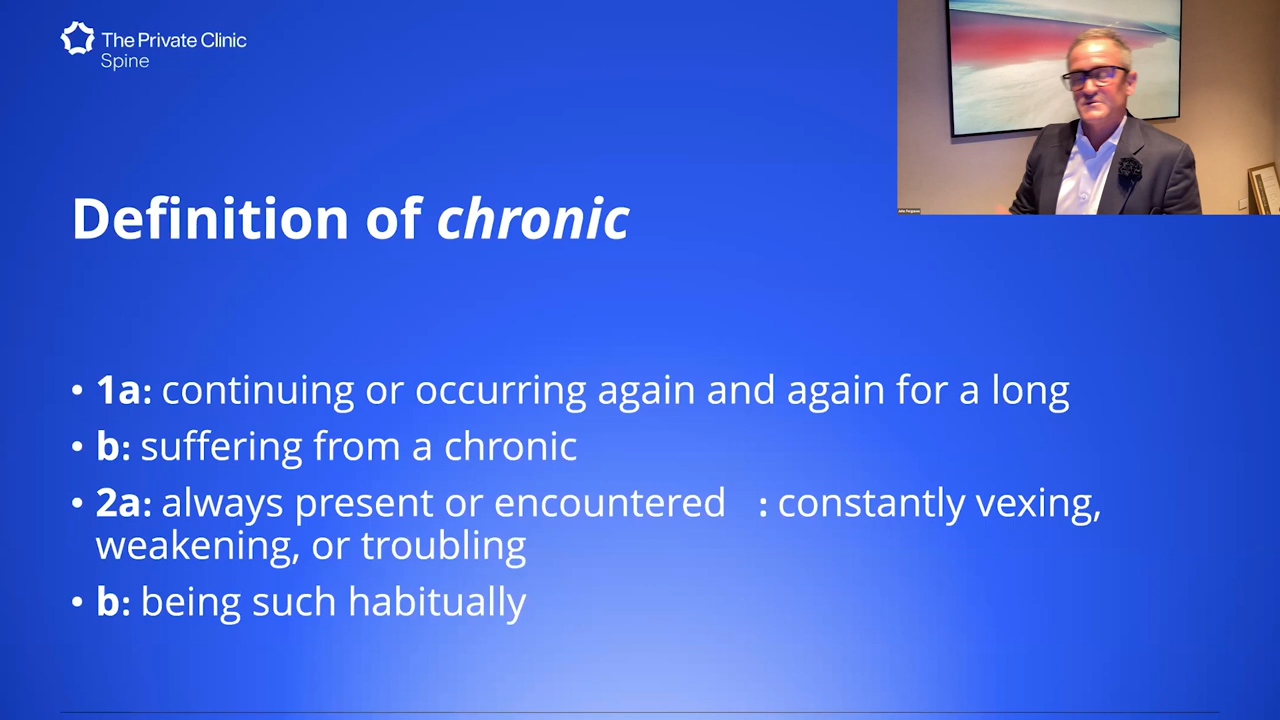 The Private Clinic
Spine
Definition of chronic
• 1a: continuing or occurring again and again for a long
• b: suffering from a chronic
• 2a: always present or encountered : constantly vexing,
weakening, or troubling
• b: being such habitually